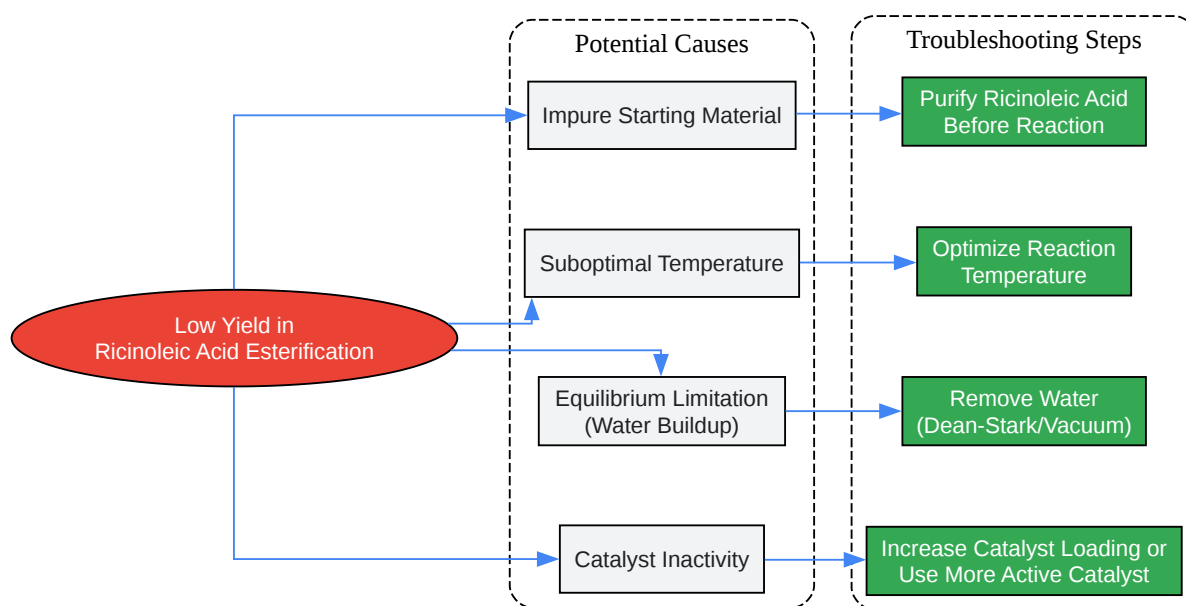 Potential Causes
Troubleshooting Steps
Impure Starting Material
Purify Ricinoleic Acid
Before Reaction
Suboptimal Temperature
Optimize Reaction
Temperature
Low Yield in
Ricinoleic Acid Esterification
Equilibrium Limitation
(Water Buildup)
Remove Water
(Dean-Stark/Vacuum)
Catalyst Inactivity
Increase Catalyst Loading or
Use More Active Catalyst